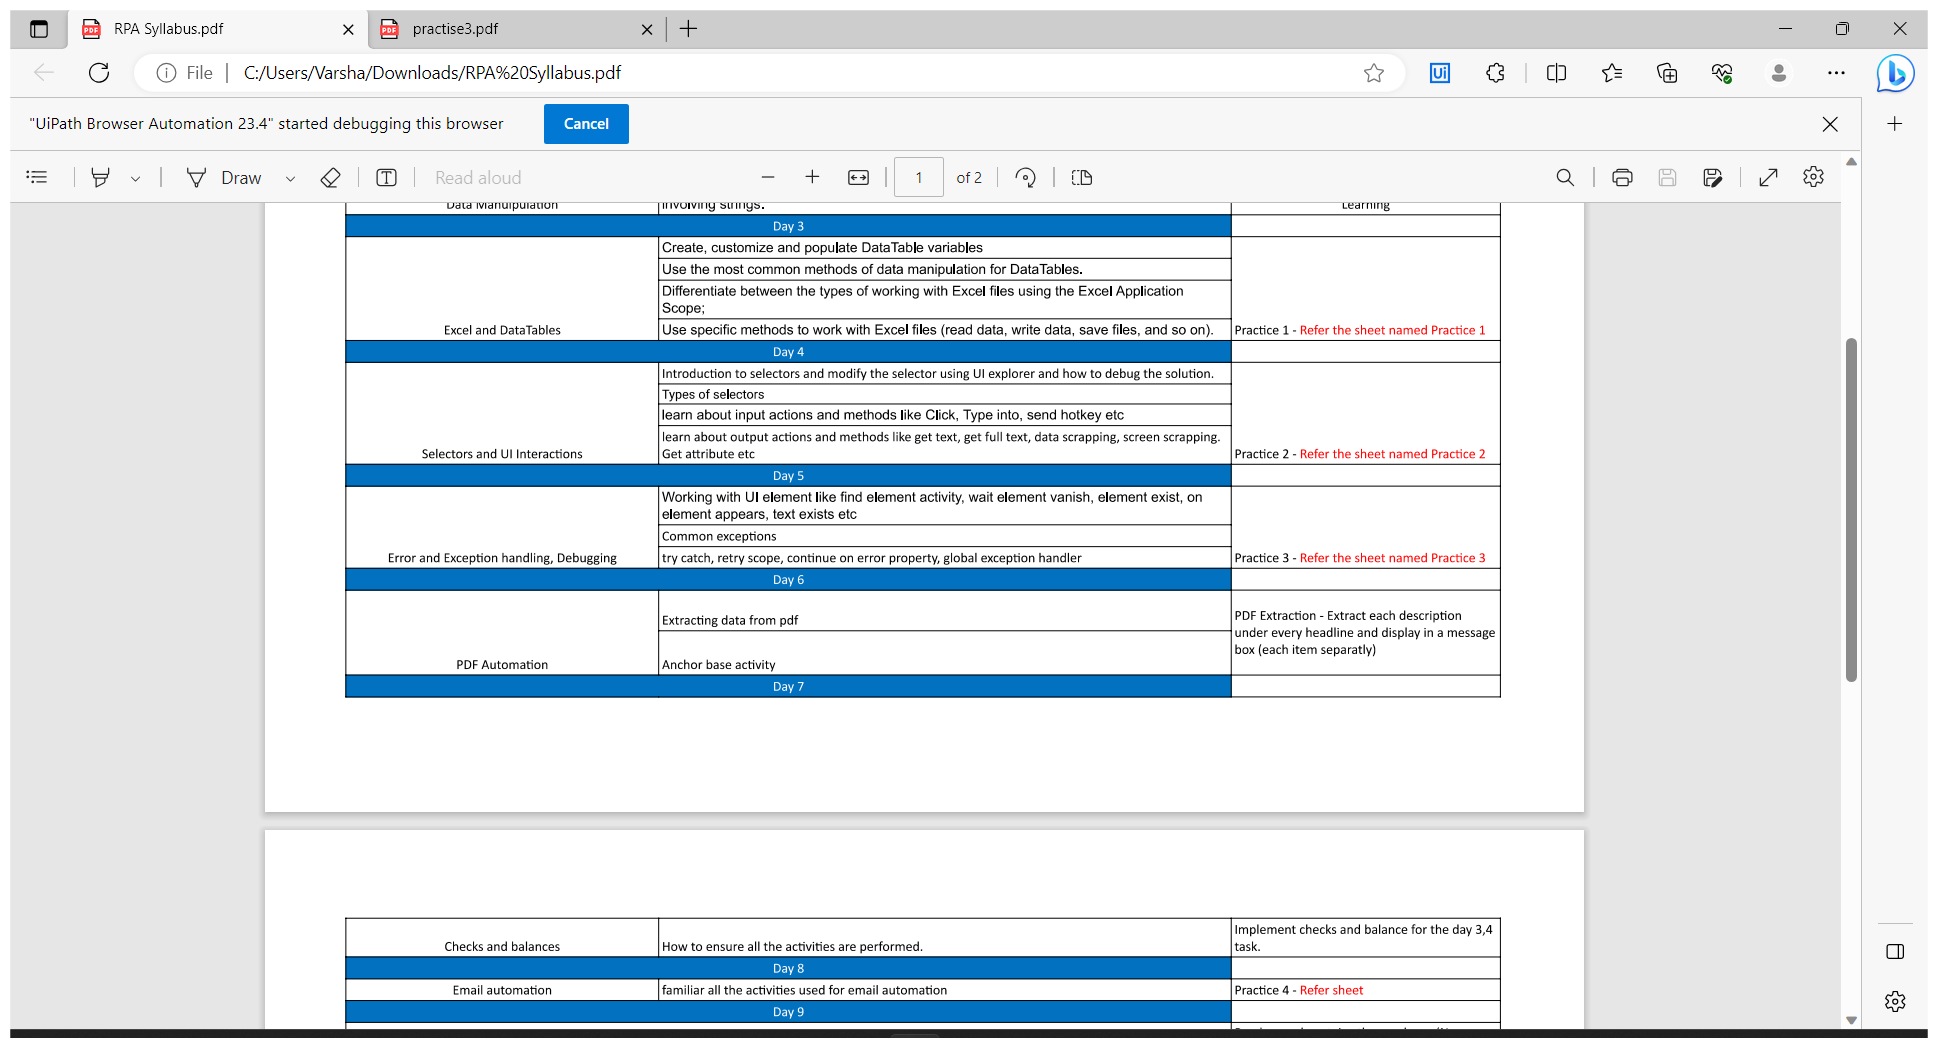 RPA Syllabus.pdf
practise3.pdf
File
C:/Users/Varsha/Downloads/RPA%20Syllabus.pdf
"UiPath Browser Automation 23.4" started debugging this browser
Cancel
Draw
Read aloud
1
of 2
Data Manuipulation
involving strings.
Learning
Day 3
Create, customize and populate DataTable variables
Use the most common methods of data manipulation for DataTables.
Differentiate between the types of working with Excel files using the Excel Application
Scope;
Excel and DataTables
Use specific methods to work with Excel files (read data, write data, save files, and so on).
Practice 1 - Refer the sheet named Practice 1
Day 4
Introduction to selectors and modify the selector using UI explorer and how to debug the solution.
Types of selectors
learn about input actions and methods like Click, Type into, send hotkey etc
learn about output actions and methods like get text, get full text, data scrapping, screen scrapping.
Get attribute etc
Selectors and UI Interactions
Practice 2 - Refer the sheet named Practice 2
Day 5
Working with UI element like find element activity, wait element vanish, element exist, on
element appears, text exists etc
Common exceptions
Error and Exception handling, Debugging
try catch, retry scope, continue on error property, global exception handler
Practice 3 - Refer the sheet named Practice 3
Day 6
Extracting data from pdf
PDF Extraction - Extract each description
under every headline and display in a message
box (each item separatly)
PDF Automation
Anchor base activity
Day 7
Checks and balances
How to ensure all the activities are performed.
Implement checks and balance for the day 3,4
task.
Day 8
Email automation
familiar all the activities used for email automation
Practice 4 - Refer sheet
Day 9